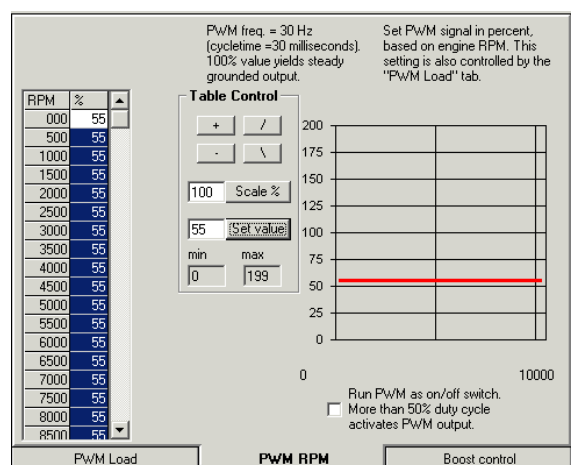 PWM freq. = 30 Hz
(cycletime =30 milliseconds).
100% value yields steady
grounded output.
Set PWM signal in percent,
based on engine RPM. This
setting is also controlled by the
"PWM Load" tab.
RPM %
000 55
500 55
1000 55
1500 55
2000 55
2500 55
3000 55
3500 55
4000 55
4500 55
5000 55
5500 55
6000 55
6500 55
7000 55
7500 55
8000 55
8500 55
Table Control
+ /
- \
100 Scale %
55 Set value
min max
0 199
200
175
150
125
100
75
50
25
0
0 10000
Run PWM as on/off switch.
More than 50% duty cycle
activates PWM output.
PWM Load PWM RPM Boost control